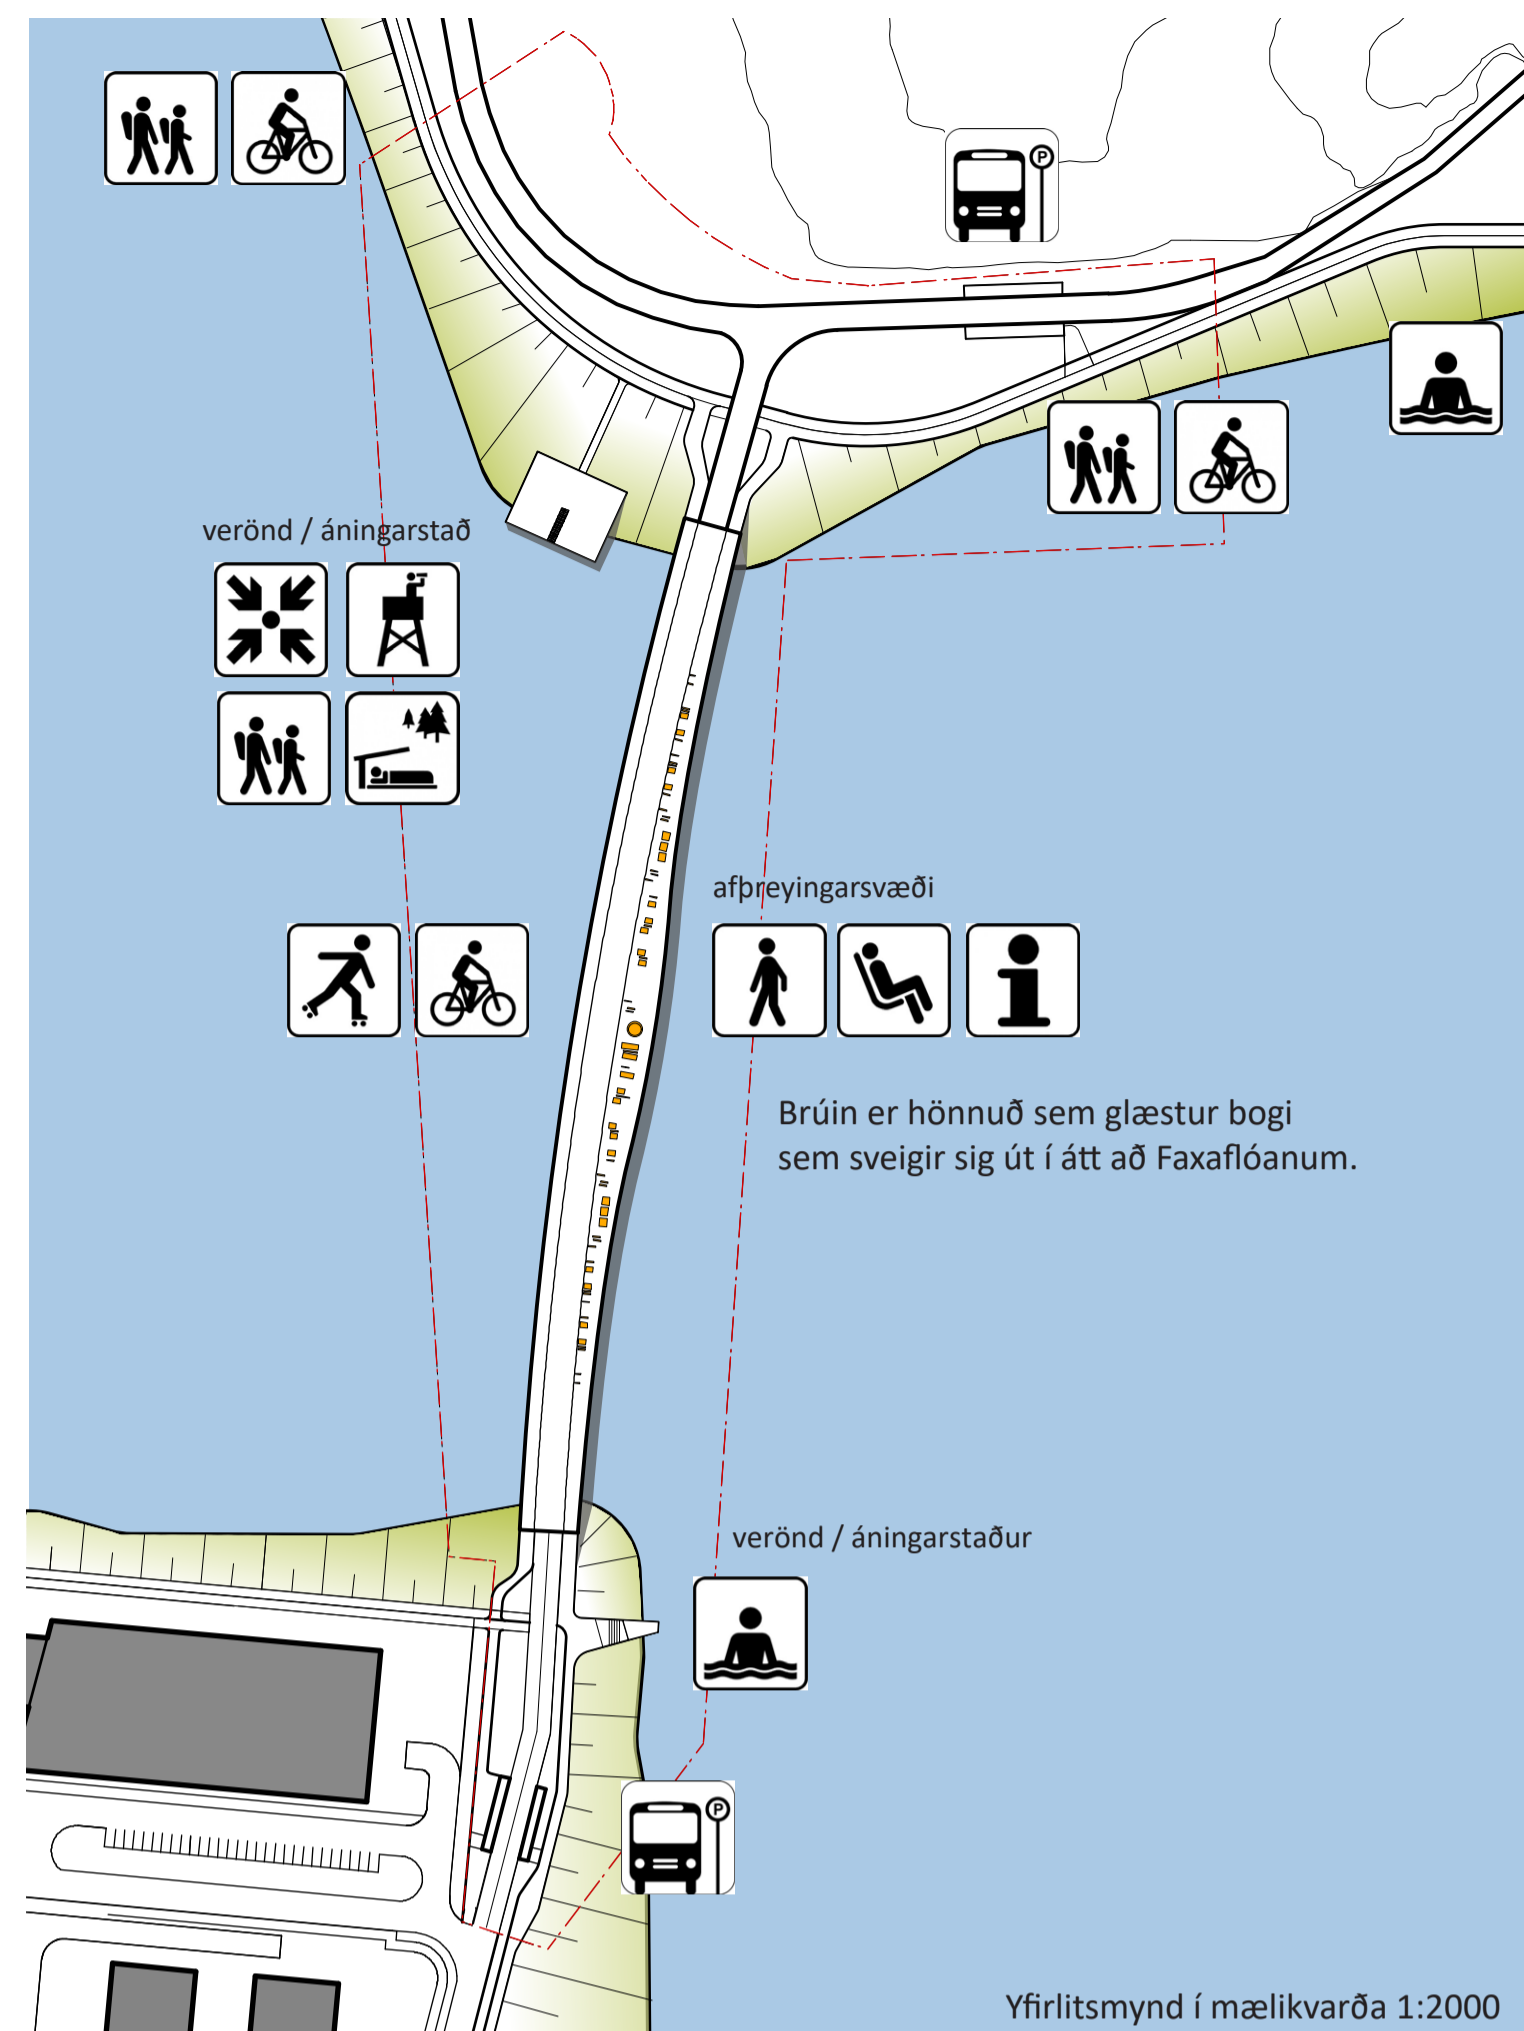 P
verönd / áningarstað
afþreyingarsvæði
Brúin er hönnuð sem glæstur bogi
sem sveigir sig út í átt að Faxaflóanum.
verönd / áningarstaður
P
Yfirlitsmynd í mælikvarða 1:2000